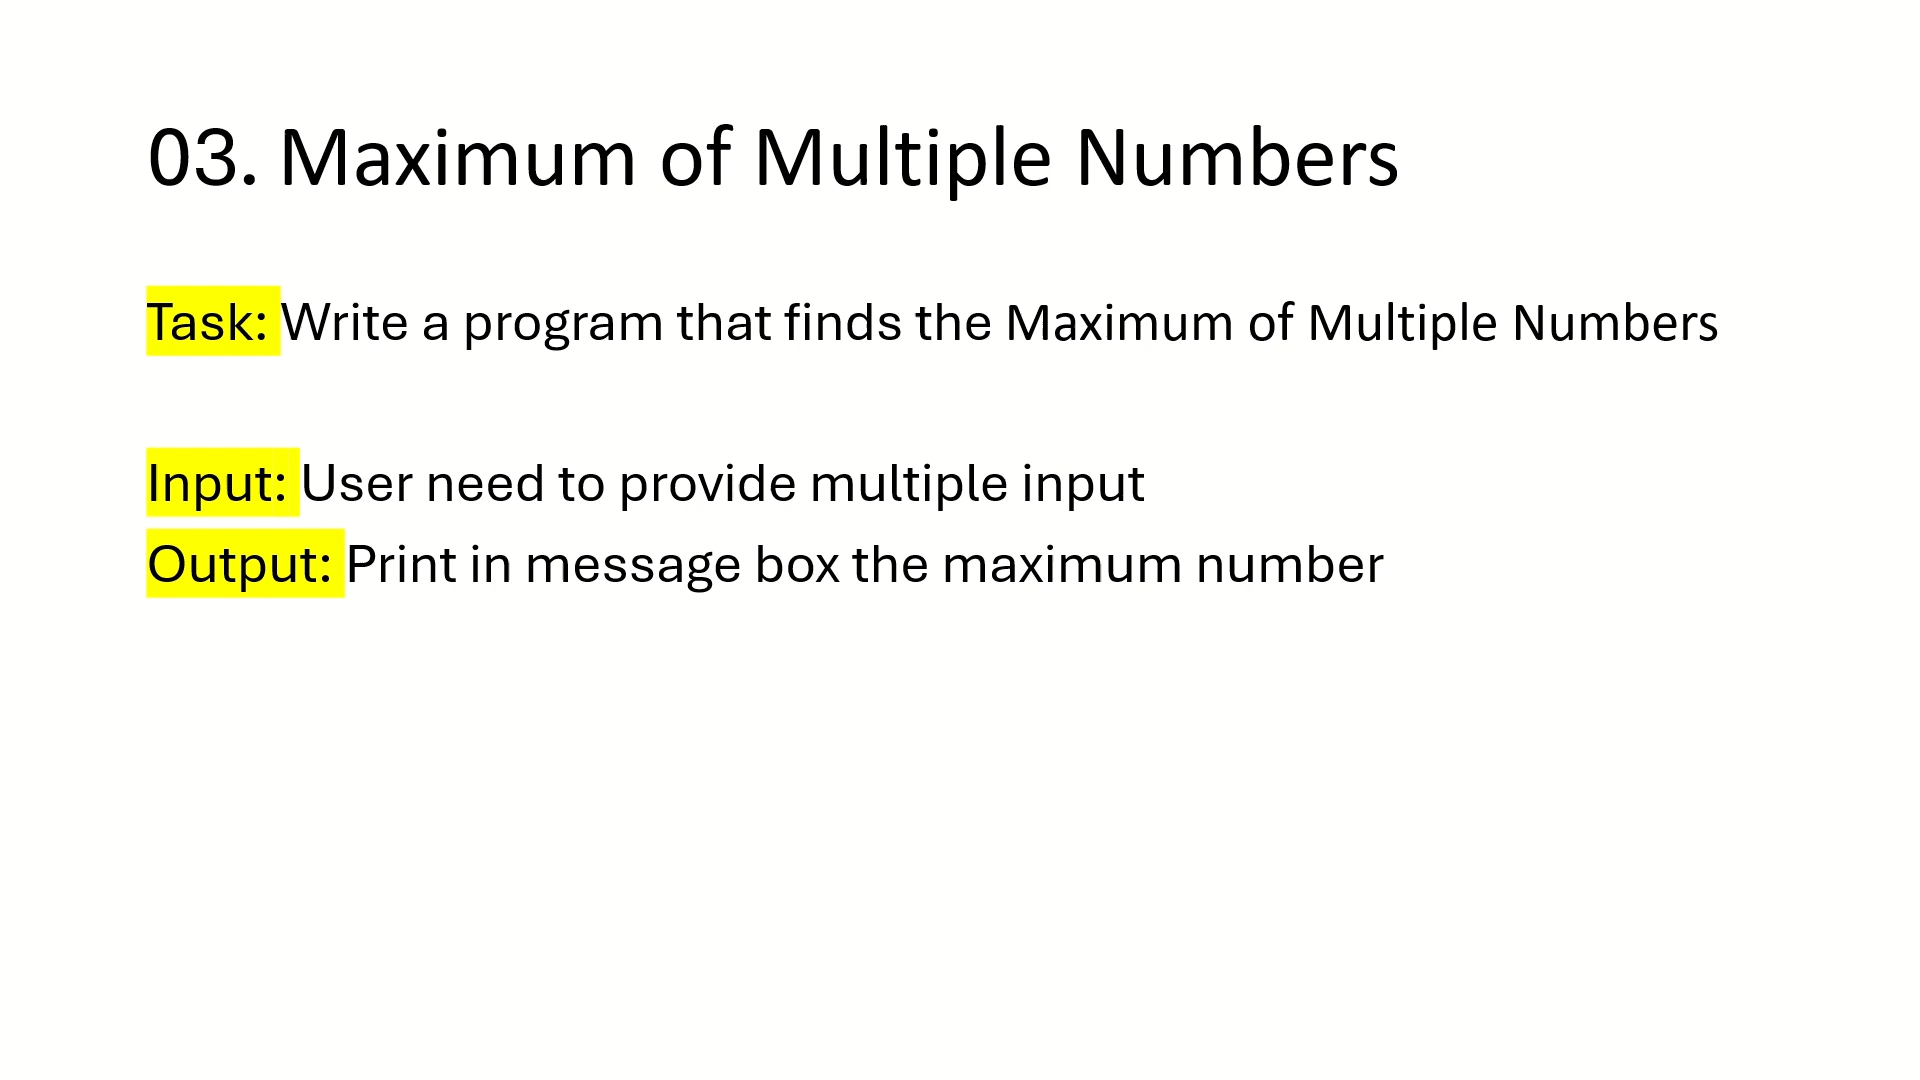 03. Maximum of Multiple Numbers
Task: Write a program that finds the Maximum of Multiple Numbers
Input: User need to provide multiple input
Output: Print in message box the maximum number